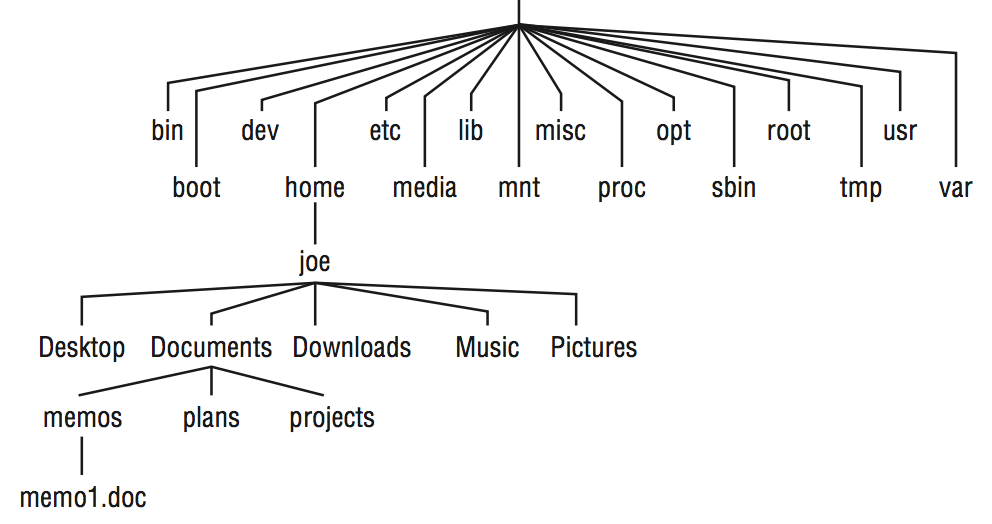 bin dev etc lib misc opt root usr
boot home media mnt proc sbin tmp var
joe
Desktop Documents Downloads Music Pictures
memos plans projects
memo1.doc